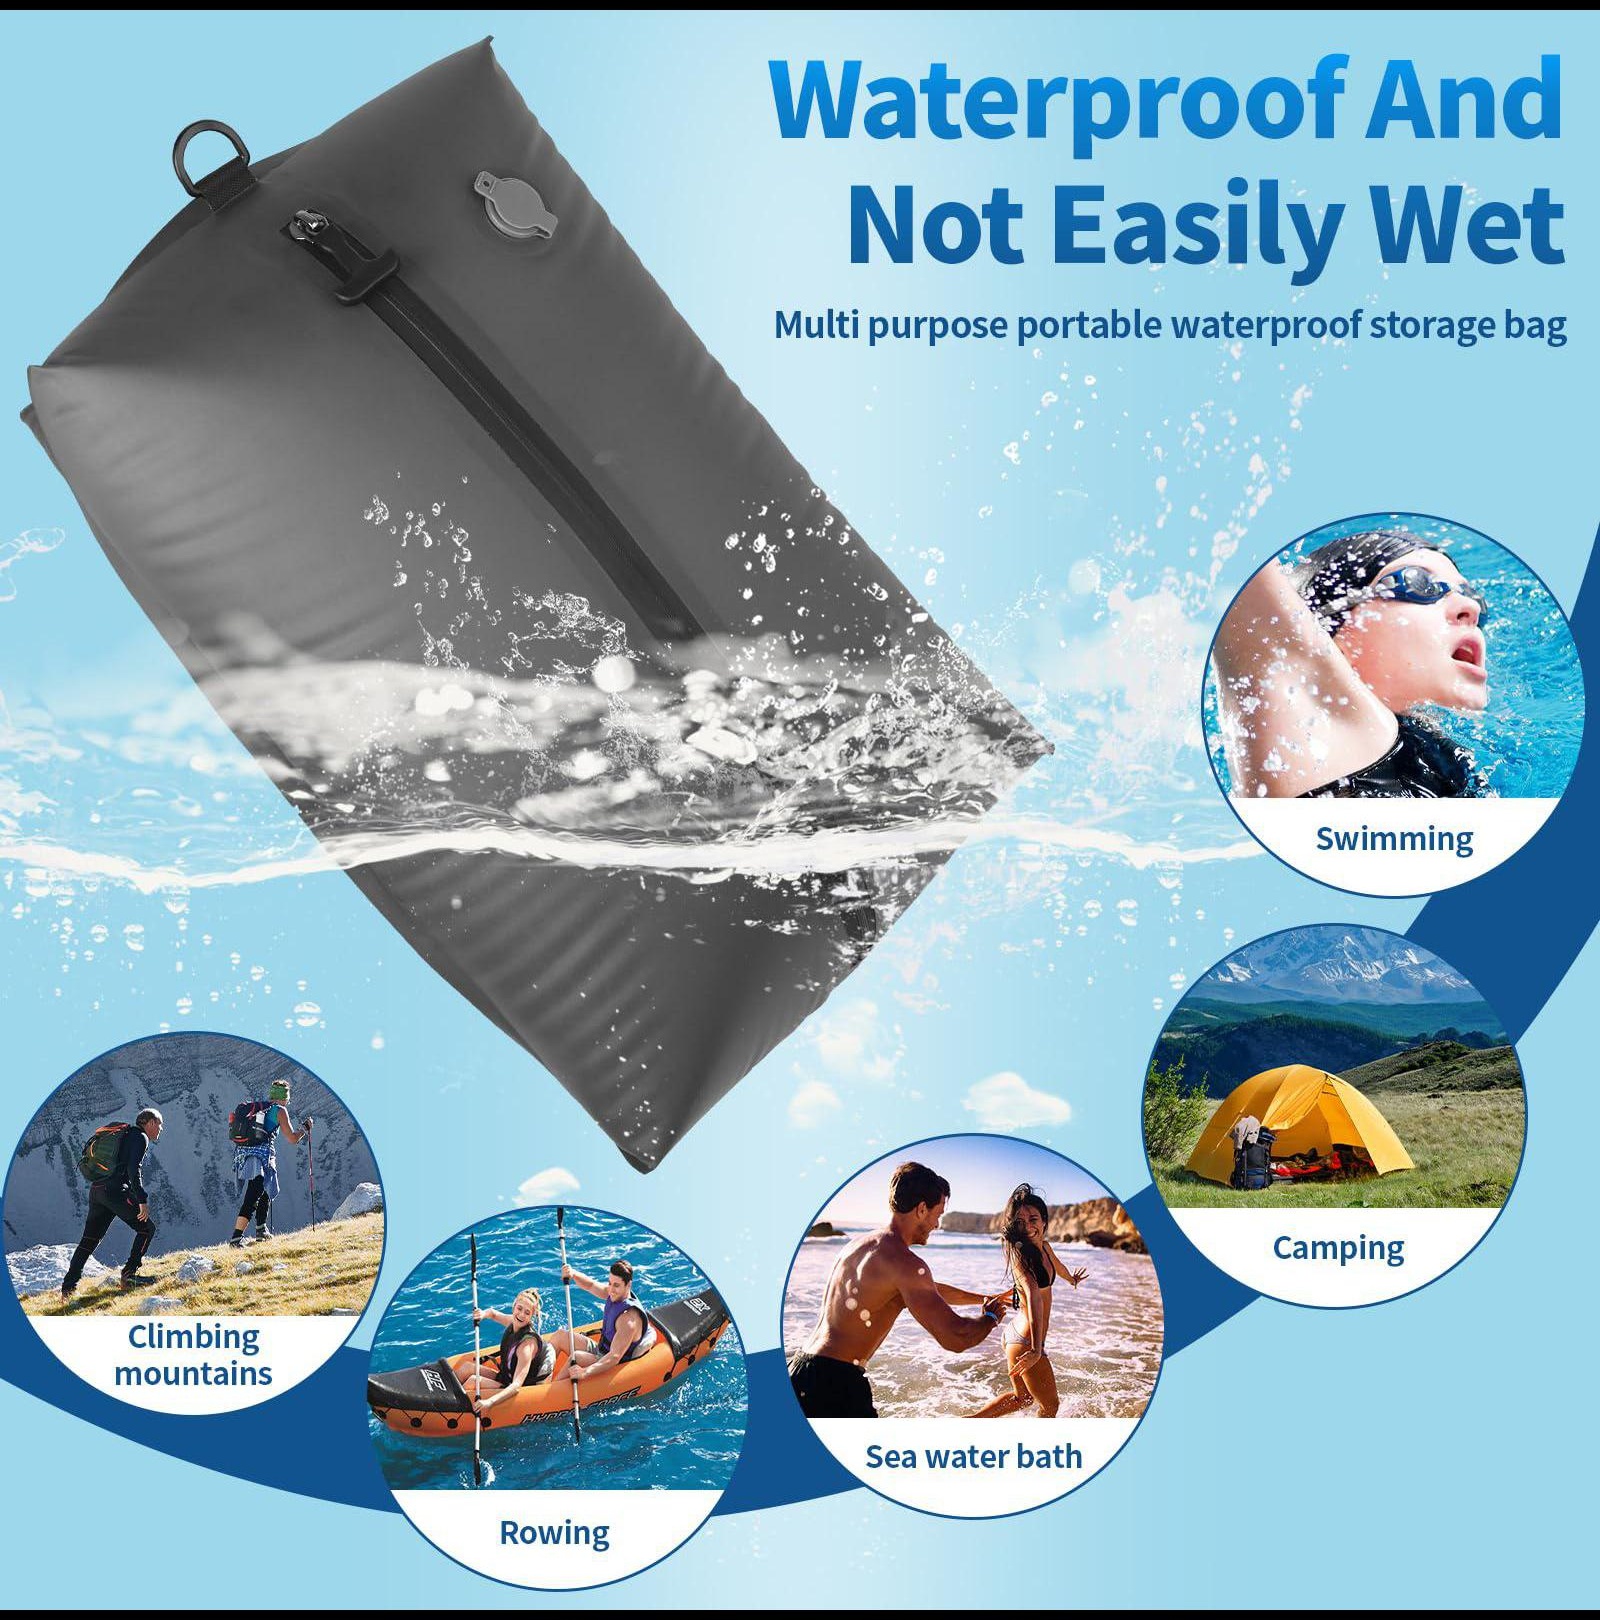 Waterproof And
Not Easily Wet
Multi purpose portable waterproof storage bag
Swimming
Camping
Sea water bath
Rowing
Climbing
mountains